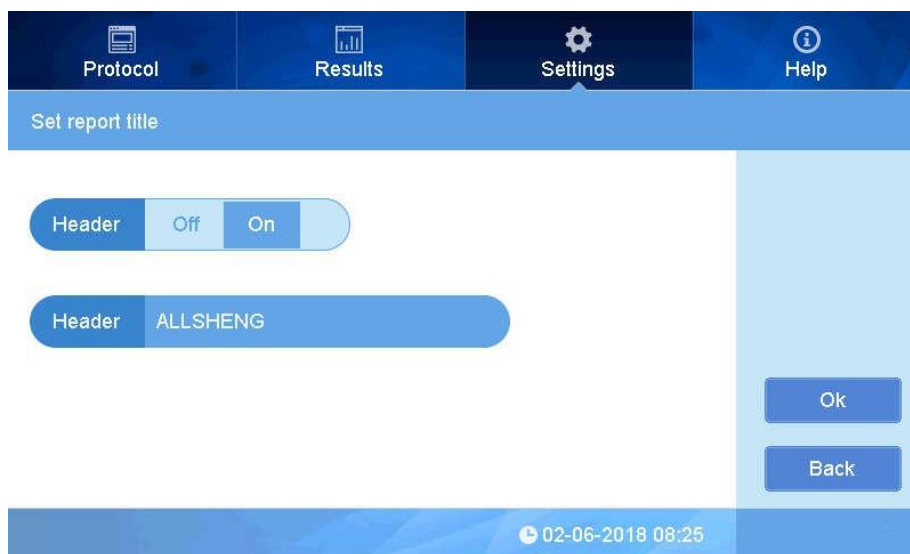 Protocol Results Settings Help
Set report title
Header Off On
Header ALLSHENG
Ok
Back
02-06-2018 08:25